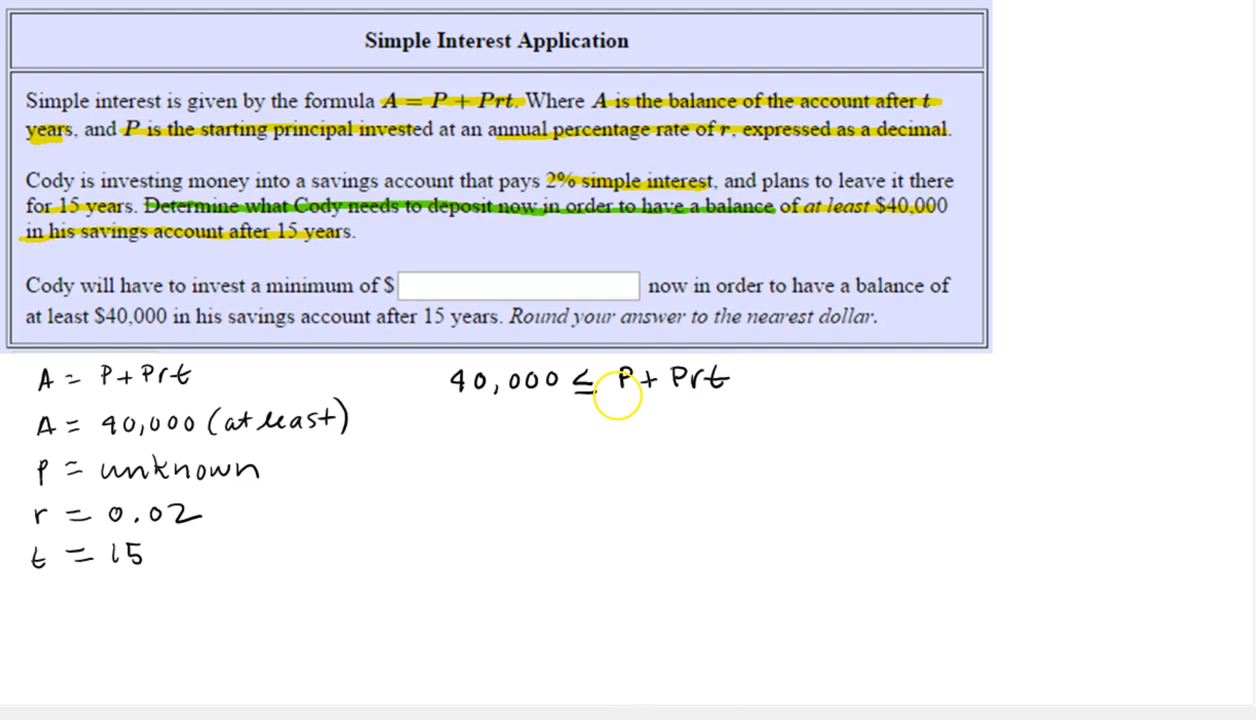 Simple Interest Application
Simple interest is given by the formula A = P + Prt. Where A is the balance of the account after t
years, and P is the starting principal invested at an annual percentage rate of r, expressed as a decimal.
Cody is investing money into a savings account that pays 2% simple interest, and plans to leave it there
for 15 years. Determine what Cody needs to deposit now in order to have a balance of at least $40,000
in his savings account after 15 years.
Cody will have to invest a minimum of $ now in order to have a balance of
at least $40,000 in his savings account after 15 years. Round your answer to the nearest dollar.
A = P + Prt
A = 40,000 (at least)
P = unknown
r = 0.02
t = 15
40,000 ≤ P + Prt